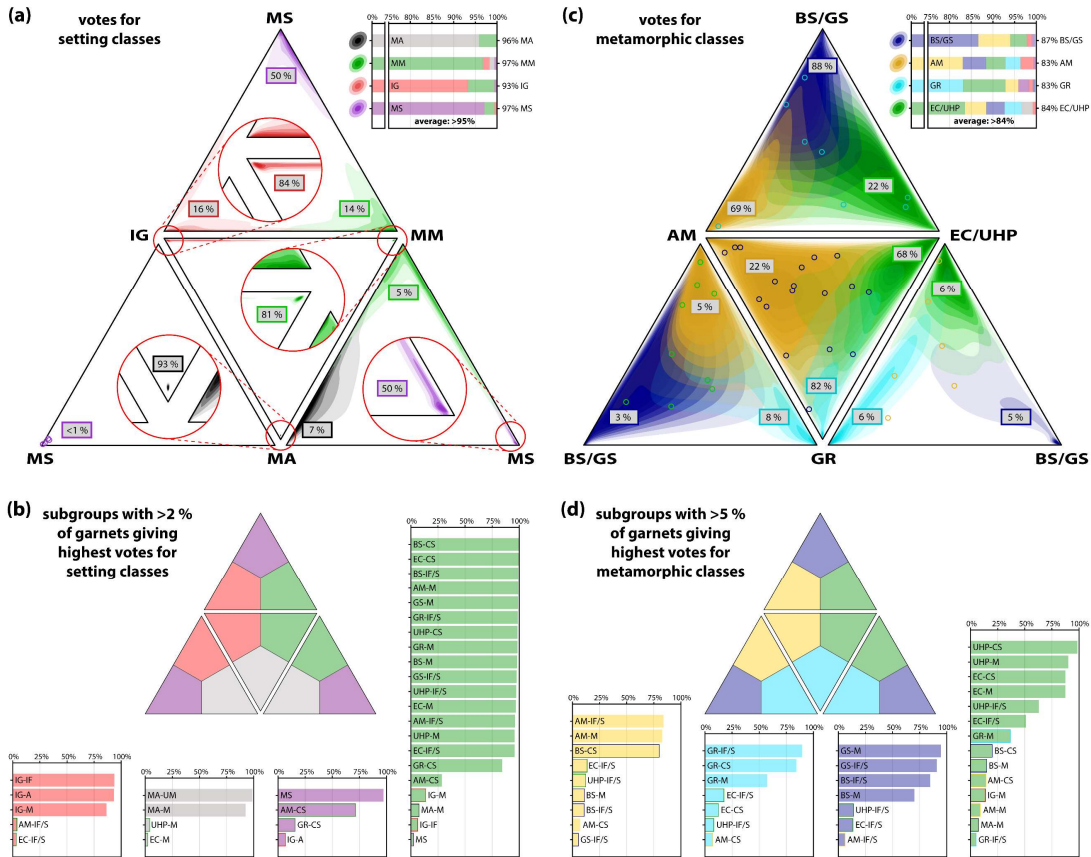 (a)
votes for
setting classes
MS
0% 75% 80% 90% 100%
MA 96% MA
MM 97% MM
IG 93% IG
MS 97% MS
average: >95%
50 %
84 %
16 %
14 %
IG
MM
81 %
5 %
93 %
50 %
<1 %
7 %
MS
MA
MS
(c)
votes for
metamorphic classes
BS/GS
0% 75% 80% 90% 100%
BS/GS 87% BS/GS
AM 83% AM
GR 83% GR
EC/UHP 84% EC/UHP
average: >84%
88 %
22 %
69 %
AM
EC/UHP
22 %
68 %
5 %
6 %
82 %
3 %
8 %
6 %
5 %
BS/GS
GR
BS/GS
(b)
subgroups with >2 %
of garnets giving
highest votes for
setting classes
0% 25% 50% 75% 100%
BS-CS
EC-CS
BS-IF/S
AM-M
GS-M
GR-IF/S
UHP-CS
GR-M
BS-M
GS-IF/S
UHP-IF/S
EC-M
AM-IF/S
UHP-M
EC-IF/S
GR-CS
AM-CS
IG-M
MA-M
IG-IF
MS
0% 25% 50% 75% 100%
IG-IF
IG-A
IG-M
AM-IF/S
EC-IF/S
0% 25% 50% 75% 100%
MA-UM
MA-M
UHP-M
EC-M
0% 25% 50% 75% 100%
MS
AM-CS
GR-CS
IG-A
(d)
subgroups with >5 %
of garnets giving
highest votes for
metamorphic classes
0% 25% 50% 75% 100%
UHP-CS
UHP-M
EC-CS
EC-M
UHP-IF/S
EC-IF/S
GR-M
BS-CS
BS-M
AM-CS
IG-M
AM-M
MA-M
GR-IF/S
0% 25% 50% 75% 100%
AM-IF/S
AM-M
BS-CS
EC-IF/S
UHP-IF/S
BS-M
BS-IF/S
AM-CS
GS-IF/S
0% 25% 50% 75% 100%
GR-IF/S
GR-CS
GR-M
EC-IF/S
EC-CS
UHP-IF/S
AM-CS
0% 25% 50% 75% 100%
GS-M
GS-IF/S
BS-IF/S
BS-M
UHP-IF/S
EC-IF/S
AM-IF/S